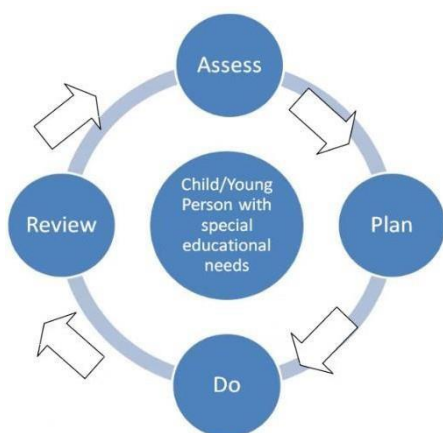 Assess
Child/Young
Person with
special
educational
needs
Review
Plan
Do